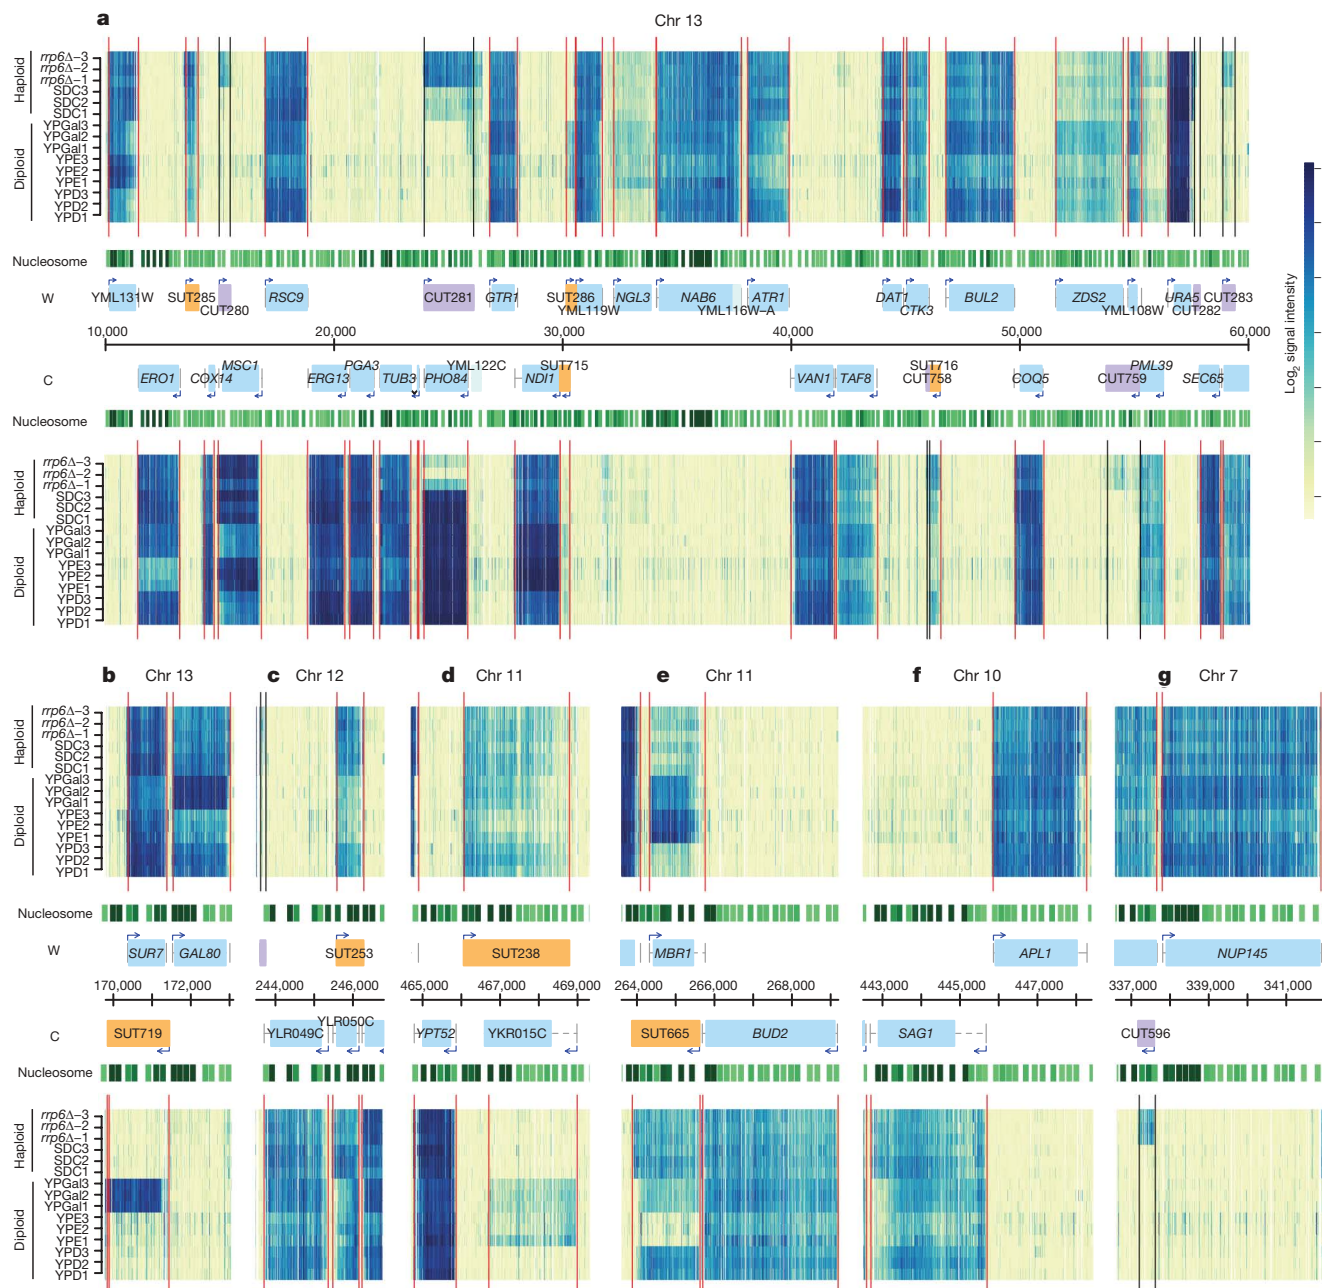 a
Chr 13
Haploid
rrp6Δ-3
rrp6Δ-2
rrp6Δ-1
SDC3
SDC2
SDC1
Diploid
YPGal3
YPGal2
YPGal1
YPE3
YPE2
YPE1
YPD3
YPD2
YPD1
Nucleosome
W
YML131W SUT285 CUT280 RSC9 CUT281 GTR1 SUT286 YML119W NGL3 NAB6 YML116W-A ATR1 DAT1 CTK3 BUL2 ZDS2 YML108W URA5 CUT282 CUT283
10,000 20,000 30,000 40,000 50,000 60,000
C
ERO1 COX14 MSC1 ERG13 PGA3 TUB3 PHO84 YML122C NDI1 SUT715 VAN1 TAF8 SUT716 CUT758 COQ5 CUT759 PML39 SEC65
Nucleosome
Haploid
rrp6Δ-3
rrp6Δ-2
rrp6Δ-1
SDC3
SDC2
SDC1
Diploid
YPGal3
YPGal2
YPGal1
YPE3
YPE2
YPE1
YPD3
YPD2
YPD1
Log2 signal intensity
b Chr 13 c Chr 12 d Chr 11 e Chr 11 f Chr 10 g Chr 7
Haploid
rrp6Δ-3
rrp6Δ-2
rrp6Δ-1
SDC3
SDC2
SDC1
Diploid
YPGal3
YPGal2
YPGal1
YPE3
YPE2
YPE1
YPD3
YPD2
YPD1
Nucleosome
W
SUR7 GAL80 SUT253 SUT238 MBR1 APL1 NUP145
170,000 172,000 244,000 246,000 465,000 467,000 469,000 264,000 266,000 268,000 443,000 445,000 447,000 337,000 339,000 341,000
C
SUT719 YLR049C YLR050C YPT52 YKR015C SUT665 BUD2 SAG1 CUT596
Nucleosome
Haploid
rrp6Δ-3
rrp6Δ-2
rrp6Δ-1
SDC3
SDC2
SDC1
Diploid
YPGal3
YPGal2
YPGal1
YPE3
YPE2
YPE1
YPD3
YPD2
YPD1